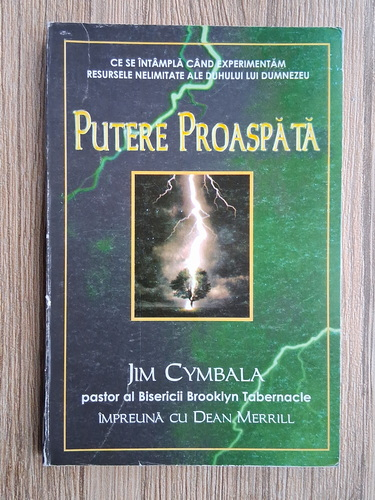 CE SE ÎNTÂMPLĂ CÂND EXPERIMENTĂM
RESURSELE NELIMITATE ALE DUHULUI LUI DUMNEZEU
PUTERE PROASPĂTĂ
JIM CYMBALA
pastor al Bisericii Brooklyn Tabernacle
ÎMPREUNĂ CU DEAN MERRILL